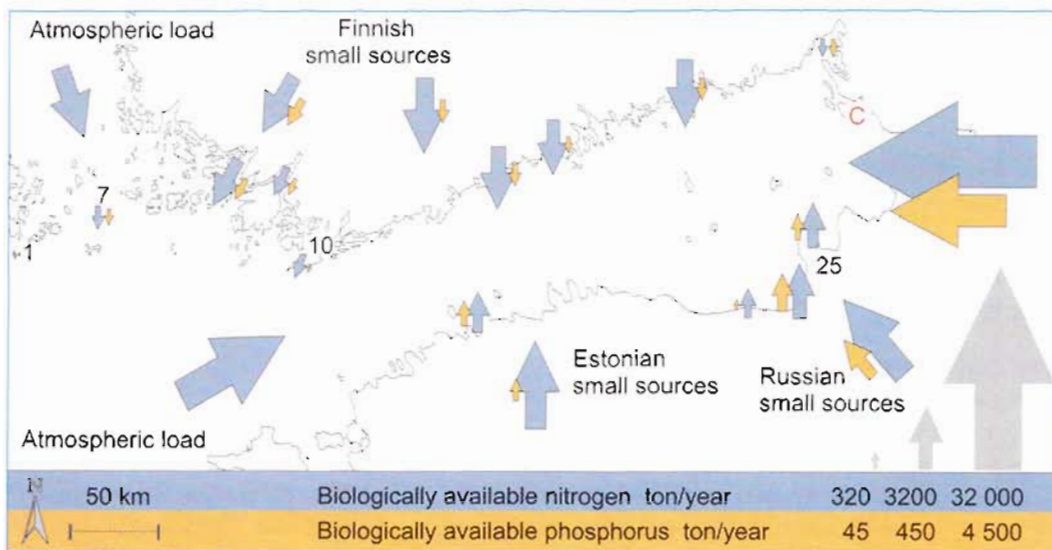 Atmospheric load
Finnish
small sources
C
7
1
10
25
Estonian
small sources
Russian
small sources
Atmospheric load
N
50 km
Biologically available nitrogen ton/year 320 3200 32 000
Biologically available phosphorus ton/year 45 450 4 500